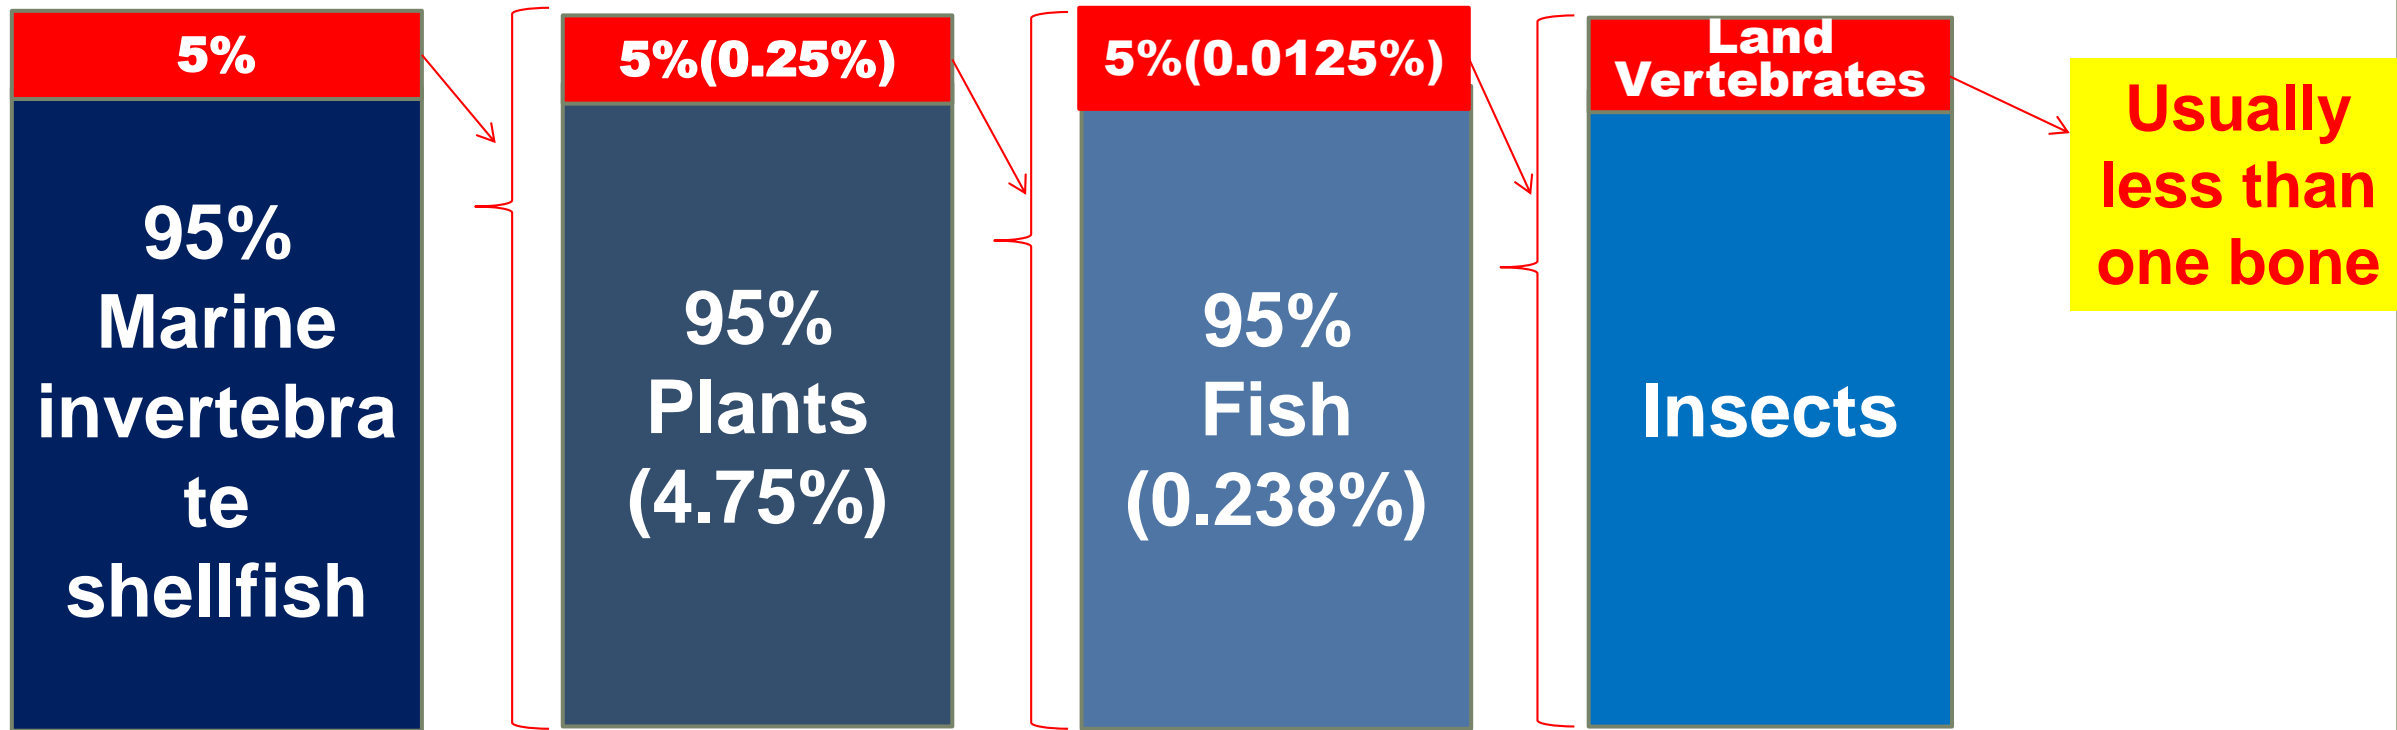 5%
95%
Marine
invertebra
te
shellfish
5%(0.25%)
95%
Plants
(4.75%)
5%(0.0125%)
95%
Fish
(0.238%)
Land
Vertebrates
Insects
Usually
less than
one bone